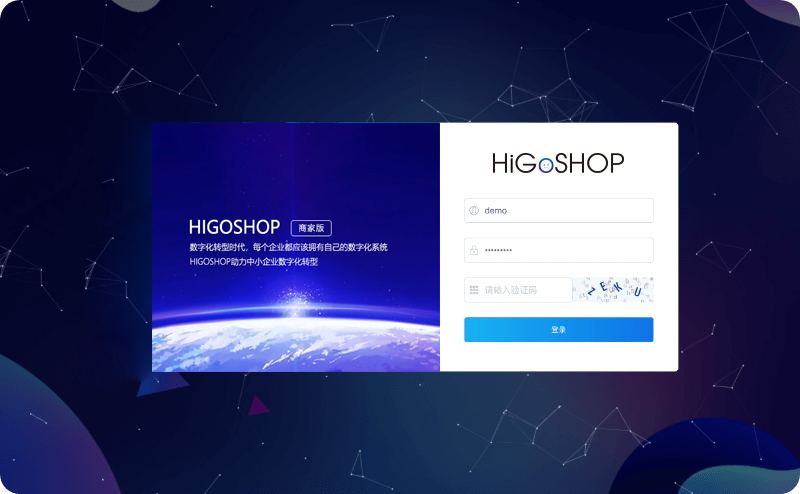 HIGOSHOP 商家版
数字化转型时代，每个企业都应该拥有自己的数字化系统
HIGOSHOP助力中小企业数字化转型
HiGoSHOP
demo
•••••••••
请输入验证码
ZEKU
登录